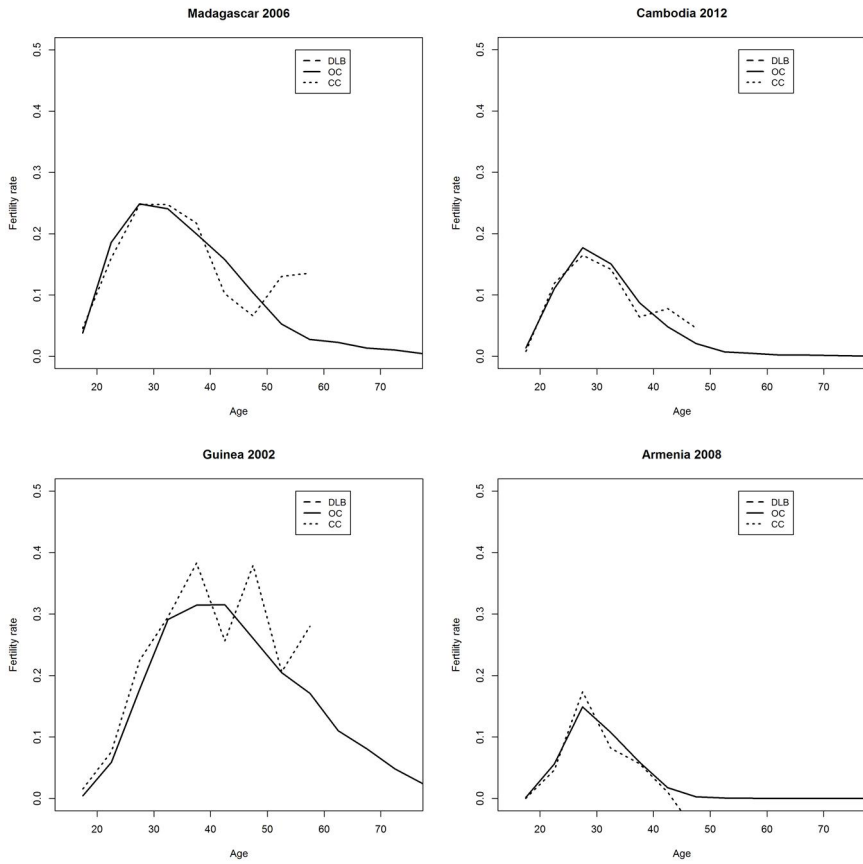 Madagascar 2006
Fertility rate
0.5
0.4
0.3
0.2
0.1
0.0
DLB
OC
CC
20 30 40 50 60 70
Age
Cambodia 2012
Fertility rate
0.5
0.4
0.3
0.2
0.1
0.0
DLB
OC
CC
20 30 40 50 60 70
Age
Guinea 2002
Fertility rate
0.5
0.4
0.3
0.2
0.1
0.0
DLB
OC
CC
20 30 40 50 60 70
Age
Armenia 2008
Fertility rate
0.5
0.4
0.3
0.2
0.1
0.0
DLB
OC
CC
20 30 40 50 60 70
Age